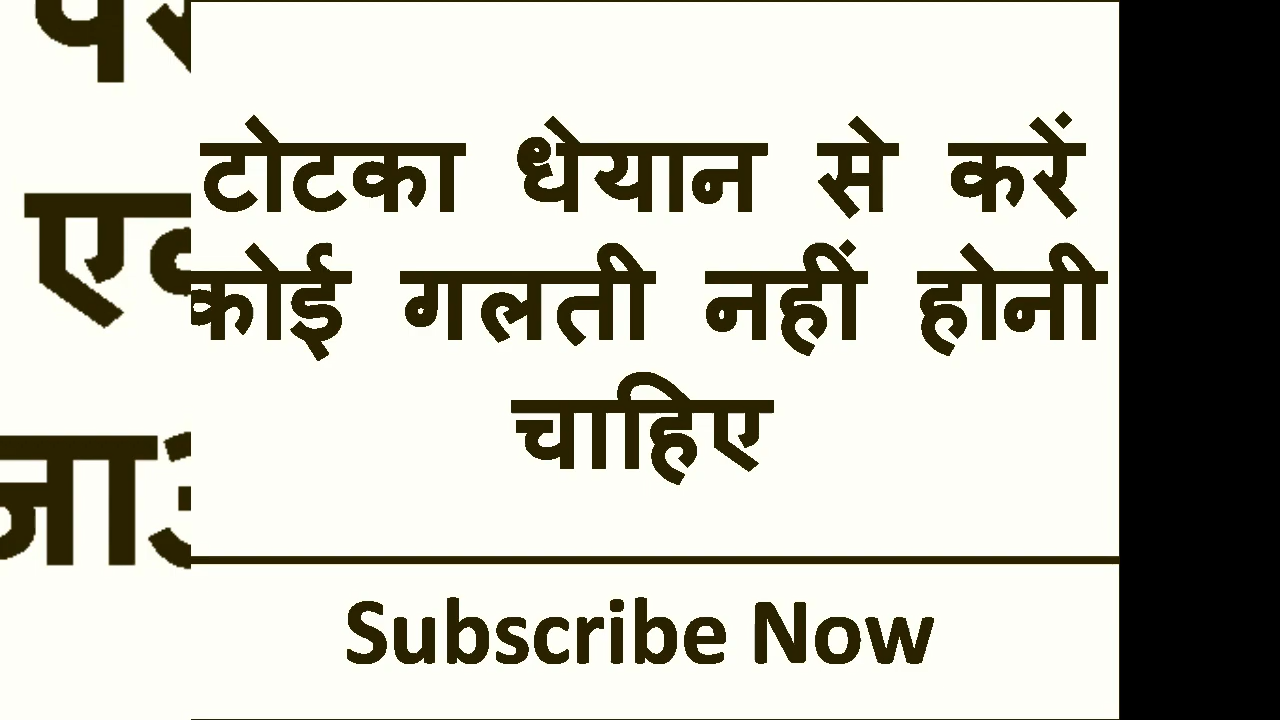 टोटका धेयान से करें
कोई गलती नहीं होनी
चाहिए
Subscribe Now